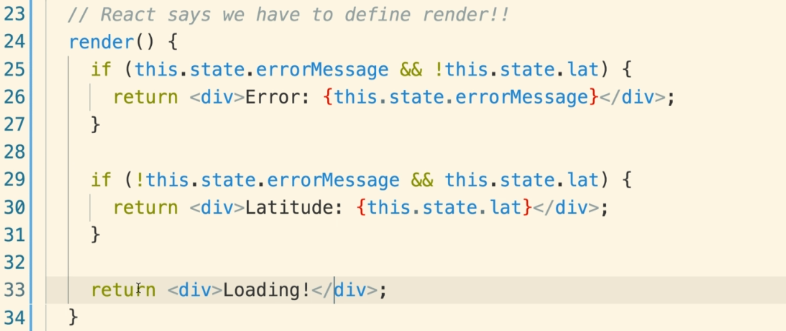 23 // React says we have to define render!!
24 render() {
25 if (this.state.errorMessage && !this.state.lat) {
26 return <div>Error: {this.state.errorMessage}</div>;
27 }
28
29 if (!this.state.errorMessage && this.state.lat) {
30 return <div>Latitude: {this.state.lat}</div>;
31 }
32
33 return <div>Loading!</div>;
34 }